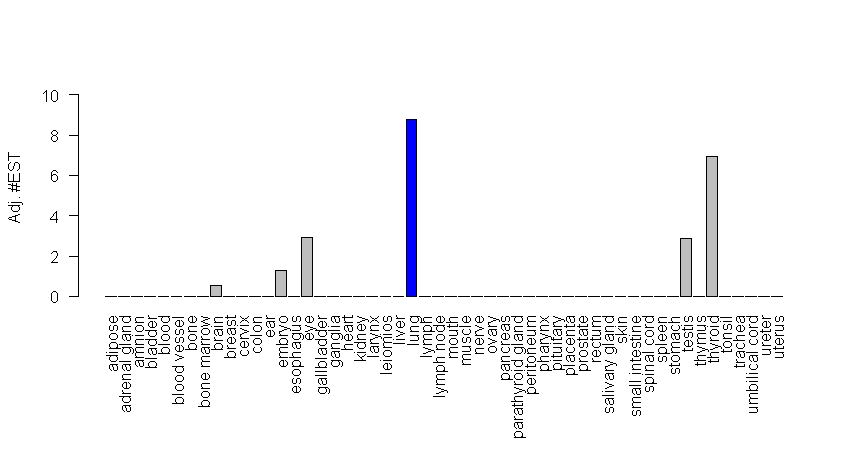 Adj. #EST
10
8
6
4
2
0
adipose
adrenal gland
amnion
bladder
blood
blood vessel
bone
bone marrow
brain
breast
cervix
colon
ear
embryo
esophagus
eye
gallbladder
ganglia
heart
kidney
larynx
leiomios
liver
lung
lymph
lymph node
mouth
muscle
nerve
ovary
pancreas
parathyroid gland
peritoneum
pharynx
pituitary
placenta
prostate
rectum
salivary gland
skin
small intestine
spinal cord
spleen
stomach
testis
thymus
thyroid
tonsil
trachea
umbilical cord
ureter
uterus